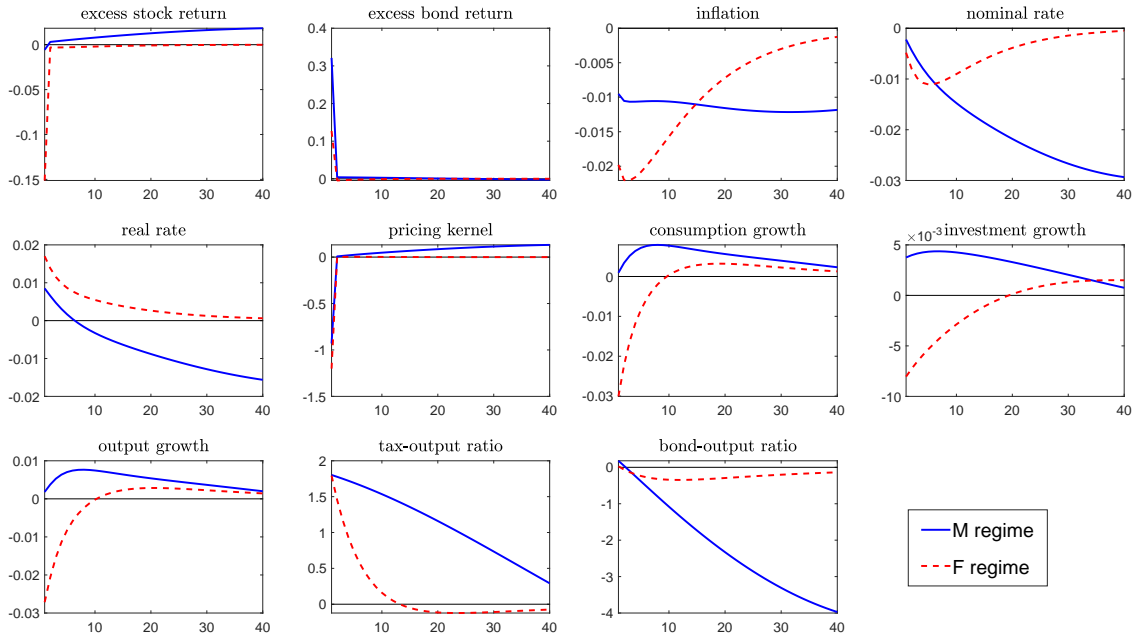 excess stock return
0
-0.05
-0.1
-0.15
10 20 30 40
excess bond return
0.4
0.3
0.2
0.1
0
10 20 30 40
inflation
0
-0.005
-0.01
-0.015
-0.02
10 20 30 40
nominal rate
0
-0.01
-0.02
-0.03
10 20 30 40
real rate
0.02
0.01
0
-0.01
-0.02
10 20 30 40
pricing kernel
0
-0.5
-1
-1.5
10 20 30 40
consumption growth
0
-0.01
-0.02
-0.03
10 20 30 40
×10⁻³ investment growth
5
0
-5
-10
10 20 30 40
output growth
0.01
0
-0.01
-0.02
-0.03
10 20 30 40
tax-output ratio
2
1.5
1
0.5
0
10 20 30 40
bond-output ratio
0
-1
-2
-3
-4
10 20 30 40
M regime
F regime